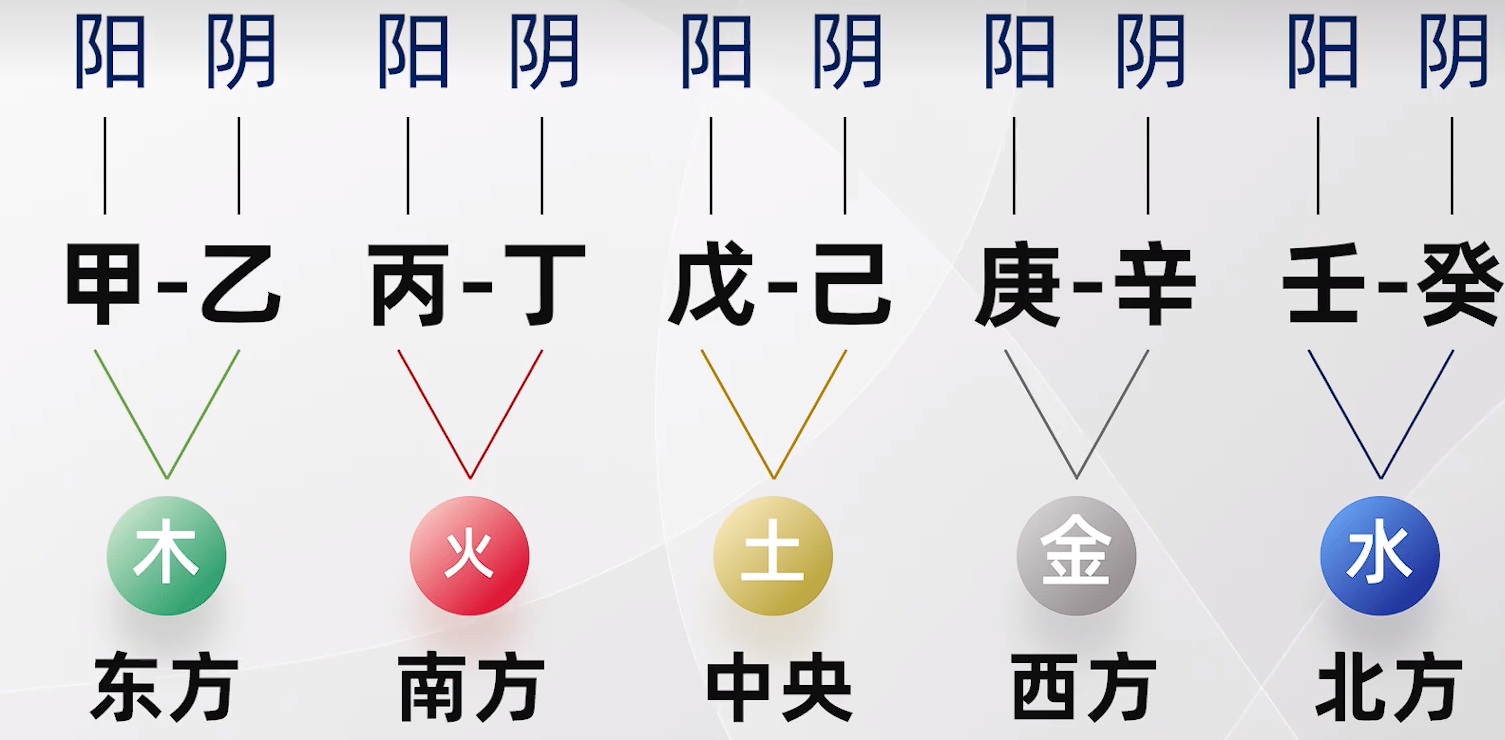 阳 阴 阳 阴 阳 阴 阳 阴 阳 阴
甲-乙 丙-丁 戊-己 庚-辛 壬-癸
木 火 土 金 水
东方 南方 中央 西方 北方